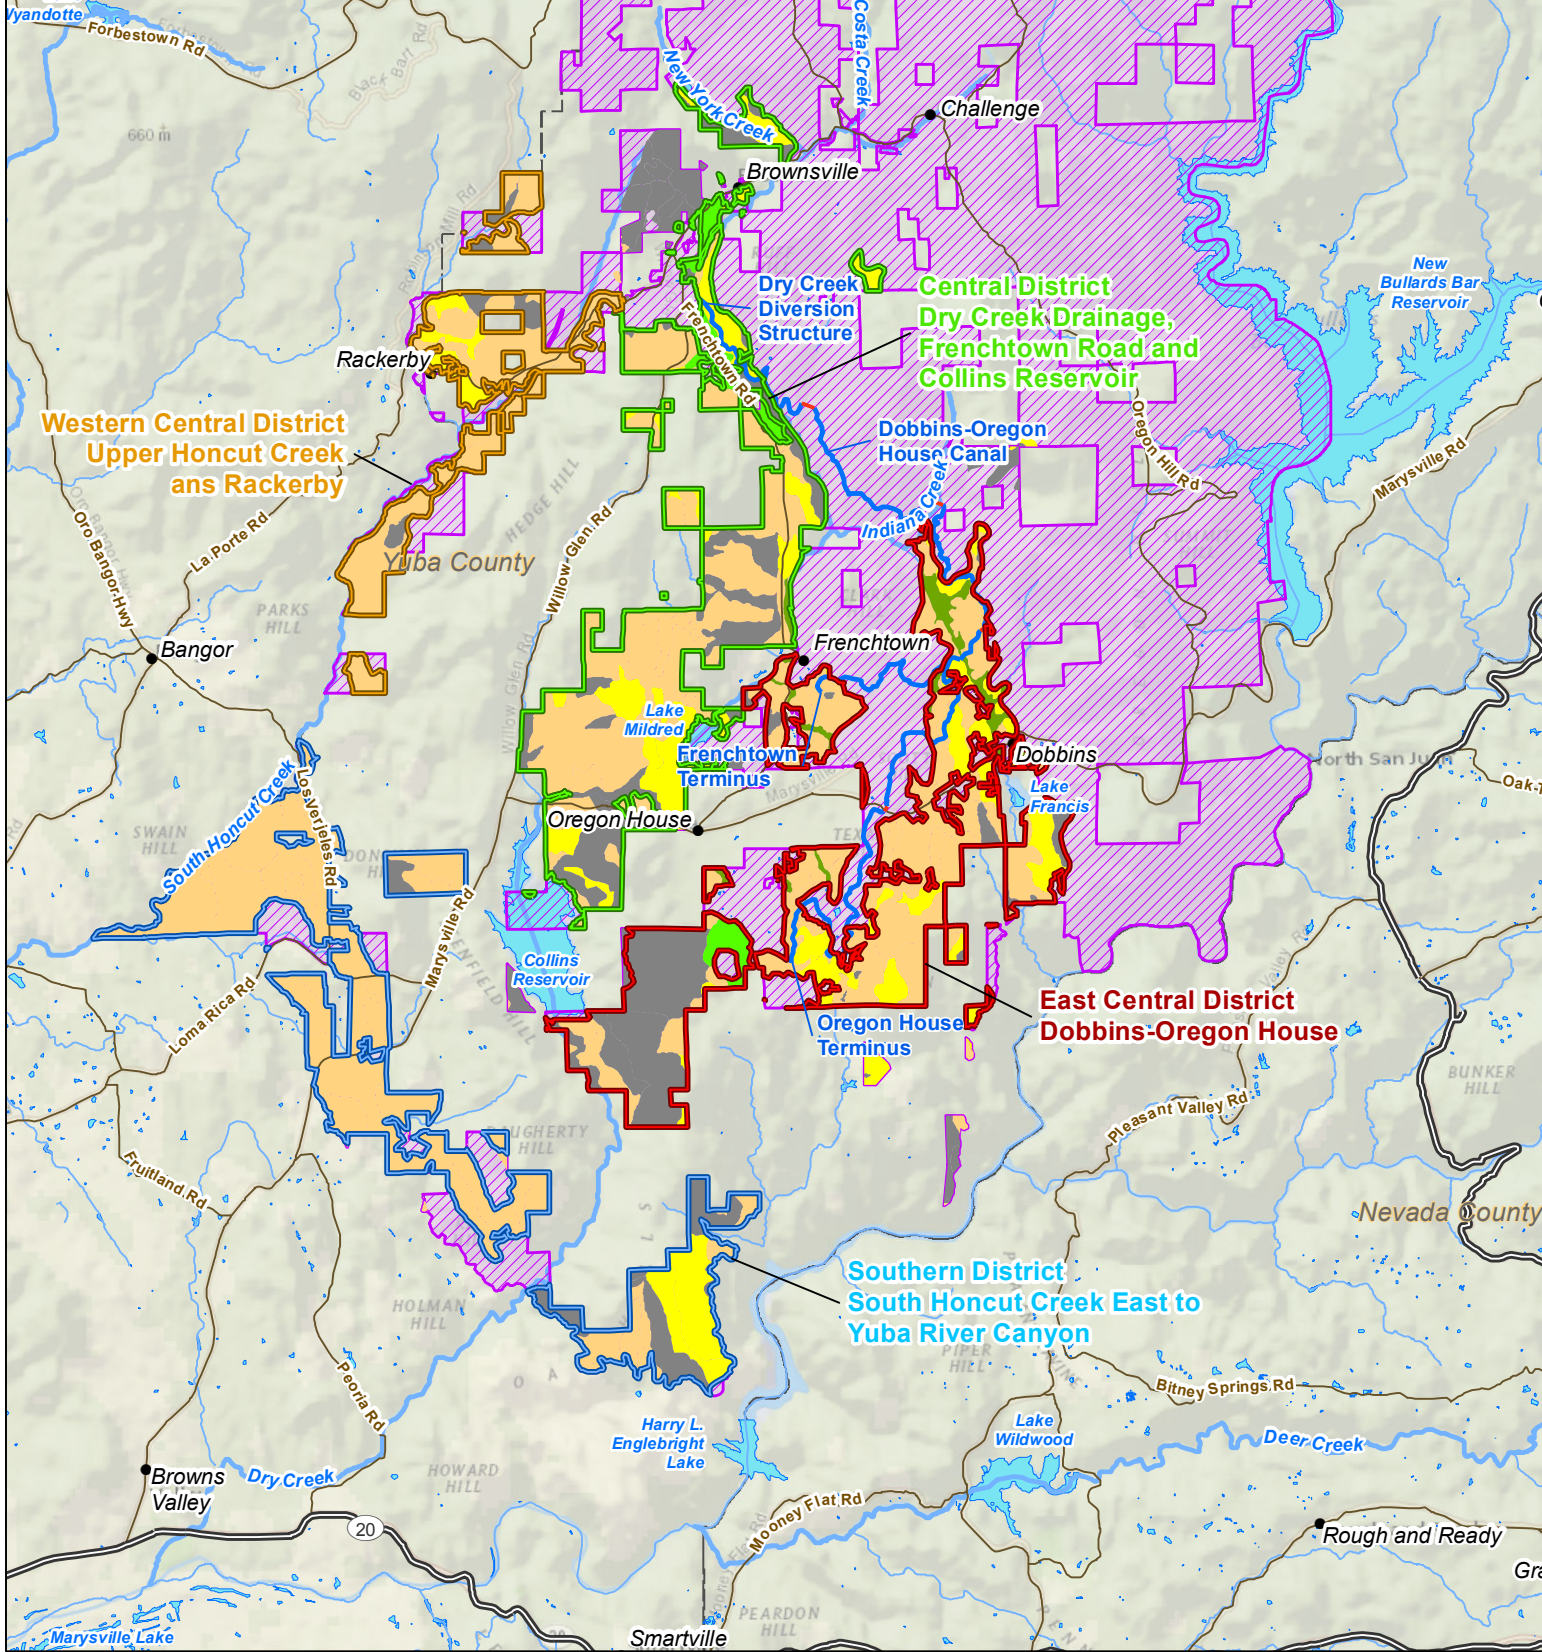 Wyandotte
Forbestown Rd
Black Bart Rd
660 m
New York Creek
Costa Creek
Challenge
Brownsville
New
Bullards Bar
Reservoir
Dry Creek
Diversion
Structure
Central District
Dry Creek Drainage,
Frenchtown Road and
Collins Reservoir
Frenchtown Rd
Rackerby
Western Central District
Upper Honcut Creek
ans Rackerby
Dobbins-Oregon
House Canal
Indiana Creek
Oregon Hill Rd
Marysville Rd
HEDGE HILL
Willow Glen Rd
Willow Glen Rd
La Porte Rd
Oro Bangor Hwy
Yuba County
PARKS
HILL
Bangor
Frenchtown
Lake
Mildred
Frenchtown
Terminus
Marysville
Dobbins
North San Juan
Lake
Francis
Oregon House
South Honcut Creek
Los Verjeles Rd
SWAIN
HILL
Marysville Rd
Loma Rica Rd
Collins
Reservoir
Oregon House
Terminus
East Central District
Dobbins-Oregon House
BUNKER
HILL
Pleasant Valley Rd
DAUGHERTY
HILL
Fruitland Rd
Nevada County
Southern District
South Honcut Creek East to
Yuba River Canyon
PIPER
HILL
HOLMAN
HILL
Peoria Rd
Bitney Springs Rd
Harry L.
Englebright
Lake
Lake
Wildwood
Deer Creek
HOWARD
HILL
Browns
Valley
Dry Creek
20
Mooney Flat Rd
Rough and Ready
PEARDON
HILL
Smartville
Marysville Lake